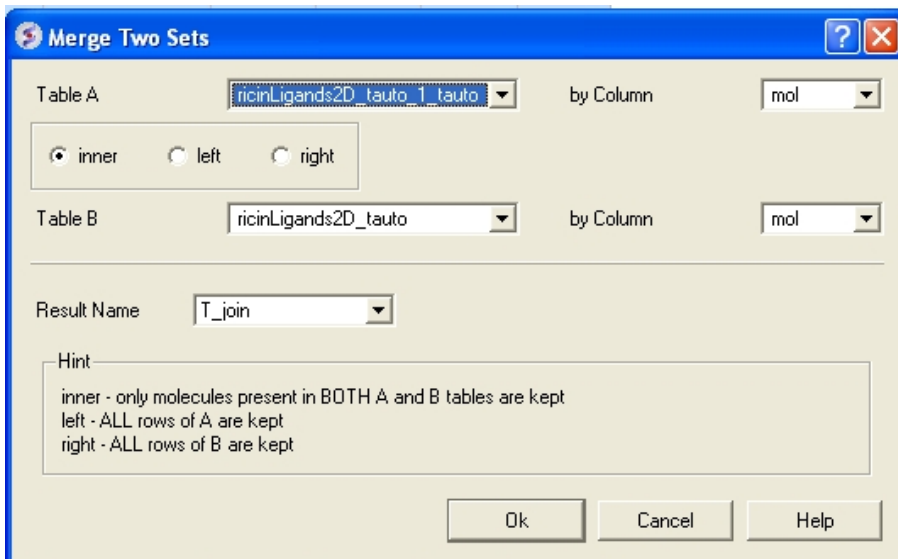 Merge Two Sets
Table A ricinLigands2D_tauto_1_tauto by Column mol
inner left right
Table B ricinLigands2D_tauto by Column mol
Result Name T_join
Hint
inner - only molecules present in BOTH A and B tables are kept
left - ALL rows of A are kept
right - ALL rows of B are kept
Ok Cancel Help